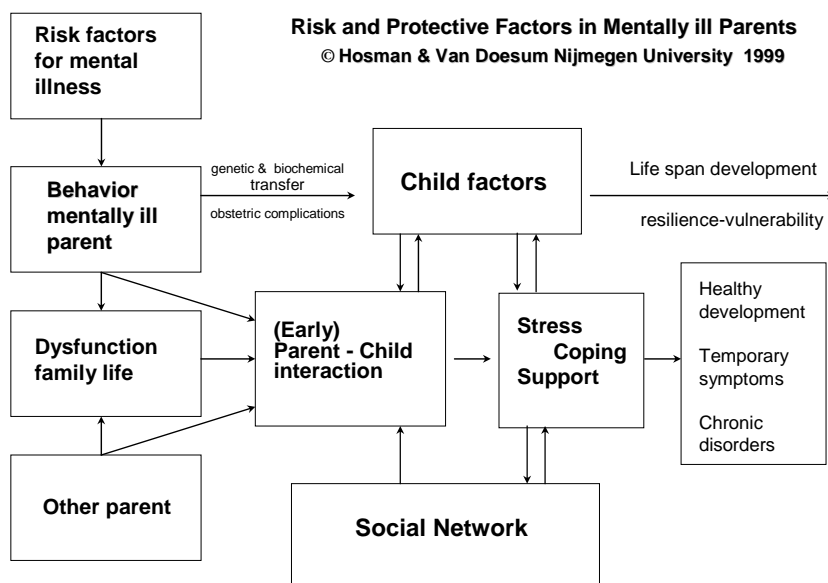 Risk and Protective Factors in Mentally ill Parents
© Hosman & Van Doesum Nijmegen University 1999
Risk factors
for mental
illness
Behavior
mentally ill
parent
genetic & biochemical
transfer
obstetric complications
Child factors
Life span development
resilience-vulnerability
Dysfunction
family life
(Early)
Parent - Child
interaction
Stress
Coping
Support
Healthy
development
Temporary
symptoms
Chronic
disorders
Other parent
Social Network